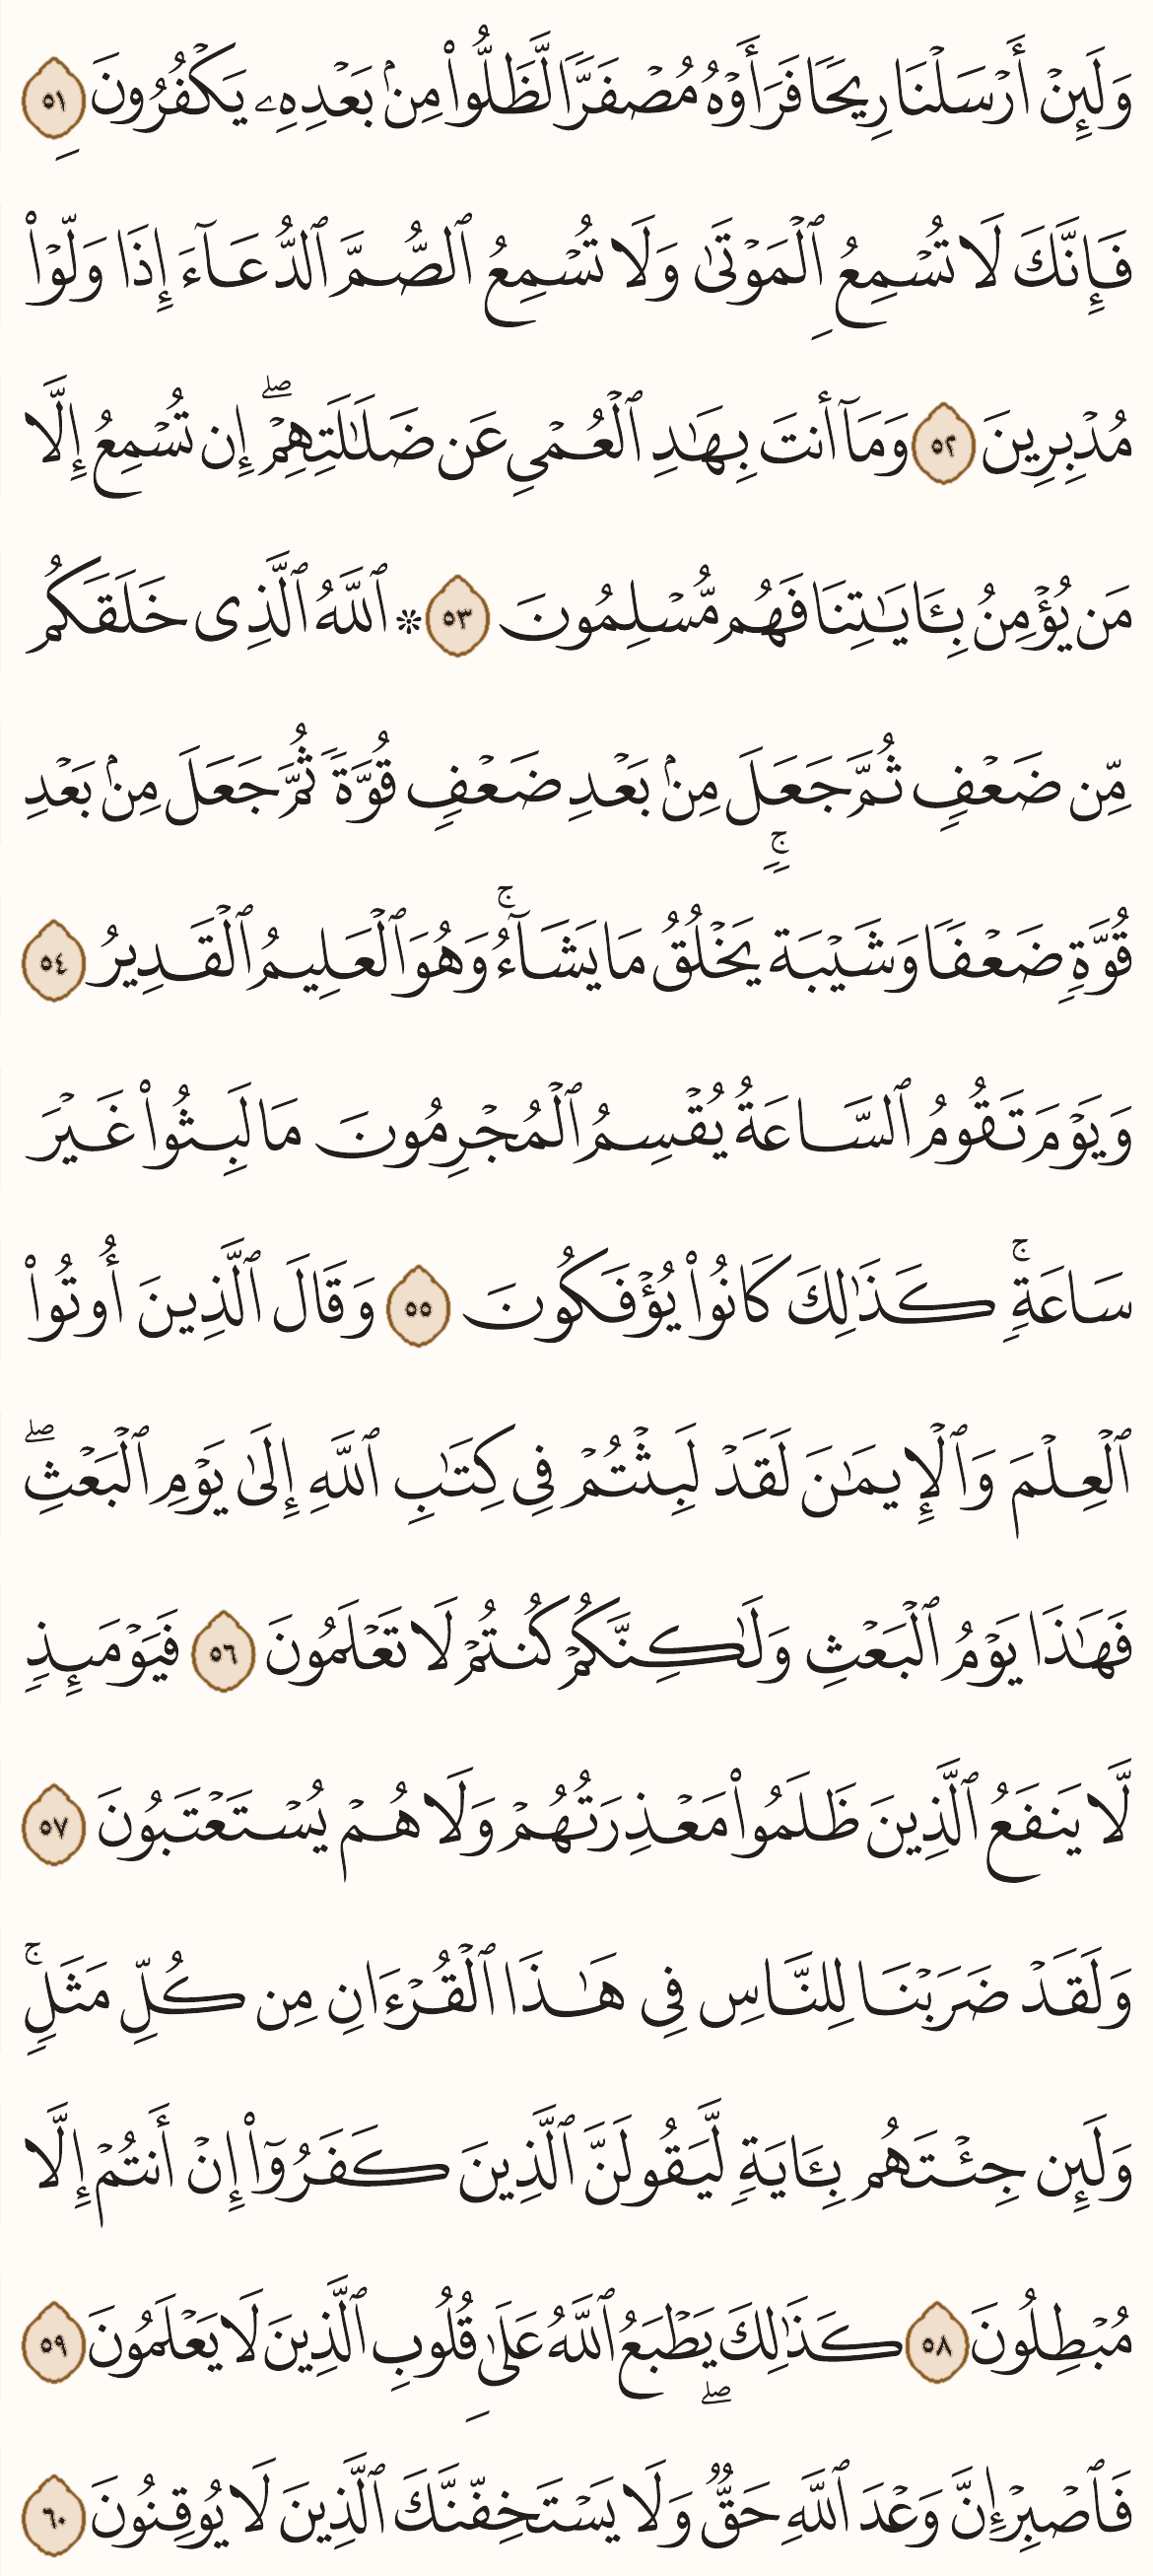 وَلَئِنۡ أَرۡسَلۡنَا رِيحٗا فَرَأَوۡهُ مُصۡفَرّٗا لَّظَلُّواْ مِنۢ بَعۡدِهِۦ يَكۡفُرُونَ ٥١
فَإِنَّكَ لَا تُسۡمِعُ ٱلۡمَوۡتَىٰ وَلَا تُسۡمِعُ ٱلصُّمَّ ٱلدُّعَآءَ إِذَا وَلَّوۡاْ
مُدۡبِرِينَ ٥٢ وَمَآ أَنتَ بِهَٰدِ ٱلۡعُمۡيِ عَن ضَلَٰلَتِهِمۡۖ إِن تُسۡمِعُ إِلَّا
مَن يُؤۡمِنُ بِـَٔايَٰتِنَا فَهُم مُّسۡلِمُونَ ٥٣ ۞ ٱللَّهُ ٱلَّذِي خَلَقَكُم
مِّن ضَعۡفٖ ثُمَّ جَعَلَ مِنۢ بَعۡدِ ضَعۡفٖ قُوَّةٗ ثُمَّ جَعَلَ مِنۢ بَعۡدِ
قُوَّةٖ ضَعۡفٗا وَشَيۡبَةٗۚ يَخۡلُقُ مَا يَشَآءُۚ وَهُوَ ٱلۡعَلِيمُ ٱلۡقَدِيرُ ٥٤
وَيَوۡمَ تَقُومُ ٱلسَّاعَةُ يُقۡسِمُ ٱلۡمُجۡرِمُونَ مَا لَبِثُواْ غَيۡرَ
سَاعَةٖۚ كَذَٰلِكَ كَانُواْ يُؤۡفَكُونَ ٥٥ وَقَالَ ٱلَّذِينَ أُوتُواْ
ٱلۡعِلۡمَ وَٱلۡإِيمَٰنَ لَقَدۡ لَبِثۡتُمۡ فِي كِتَٰبِ ٱللَّهِ إِلَىٰ يَوۡمِ ٱلۡبَعۡثِۖ
فَهَٰذَا يَوۡمُ ٱلۡبَعۡثِ وَلَٰكِنَّكُمۡ كُنتُمۡ لَا تَعۡلَمُونَ ٥٦ فَيَوۡمَئِذٖ
لَّا يَنفَعُ ٱلَّذِينَ ظَلَمُواْ مَعۡذِرَتُهُمۡ وَلَا هُمۡ يُسۡتَعۡتَبُونَ ٥٧
وَلَقَدۡ ضَرَبۡنَا لِلنَّاسِ فِي هَٰذَا ٱلۡقُرۡءَانِ مِن كُلِّ مَثَلٖۚ
وَلَئِن جِئۡتَهُم بِـَٔايَةٖ لَّيَقُولَنَّ ٱلَّذِينَ كَفَرُوٓاْ إِنۡ أَنتُمۡ إِلَّا
مُبۡطِلُونَ ٥٨ كَذَٰلِكَ يَطۡبَعُ ٱللَّهُ عَلَىٰ قُلُوبِ ٱلَّذِينَ لَا يَعۡلَمُونَ ٥٩
فَٱصۡبِرۡ إِنَّ وَعۡدَ ٱللَّهِ حَقّٞۖ وَلَا يَسۡتَخِفَّنَّكَ ٱلَّذِينَ لَا يُوقِنُونَ ٦٠